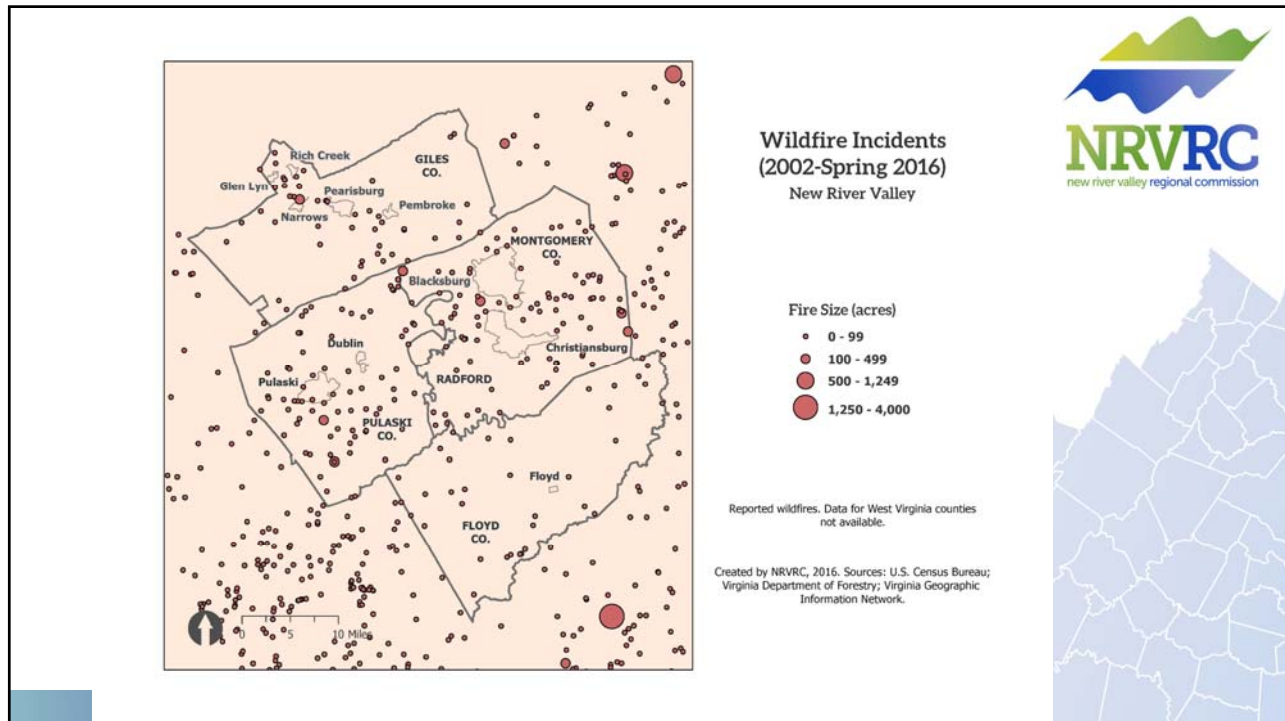 Rich Creek
GILES
CO.
Glen Lyn
Pearisburg
Narrows
Pembroke
MONTGOMERY
CO.
Blacksburg
Dublin
Christiansburg
Pulaski
RADFORD
PULASKI
CO.
Floyd
FLOYD
CO.
0 5 10 Miles
Wildfire Incidents
(2002-Spring 2016)
New River Valley
Fire Size (acres)
0 - 99
100 - 499
500 - 1,249
1,250 - 4,000
Reported wildfires. Data for West Virginia counties
not available.
Created by NRVRC, 2016. Sources: U.S. Census Bureau;
Virginia Department of Forestry; Virginia Geographic
Information Network.
NRVRC
new river valley regional commission